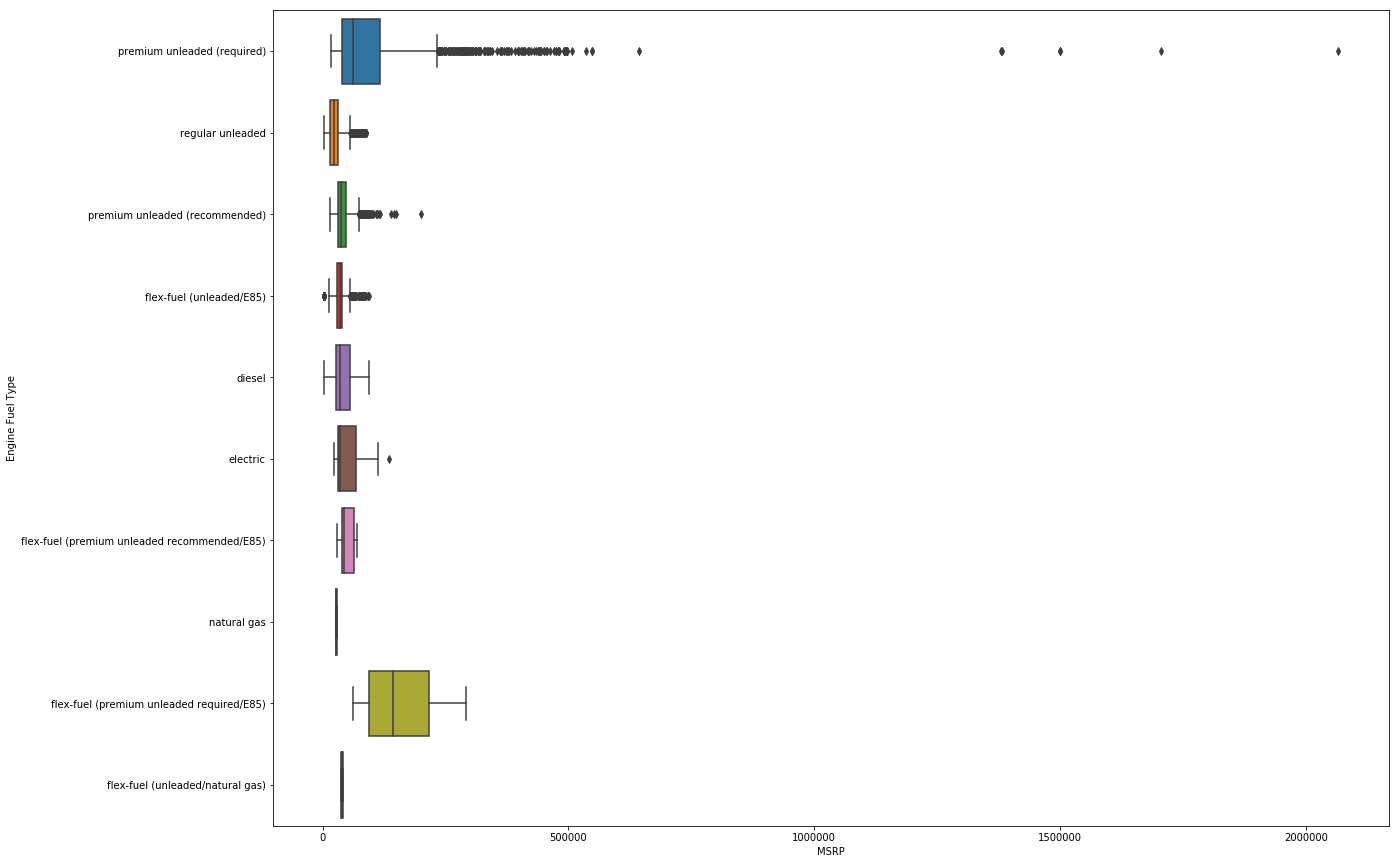 premium unleaded (required)
regular unleaded
premium unleaded (recommended)
flex-fuel (unleaded/E85)
diesel
electric
flex-fuel (premium unleaded recommended/E85)
natural gas
flex-fuel (premium unleaded required/E85)
flex-fuel (unleaded/natural gas)
Engine Fuel Type
0
500000
1000000
1500000
2000000
MSRP